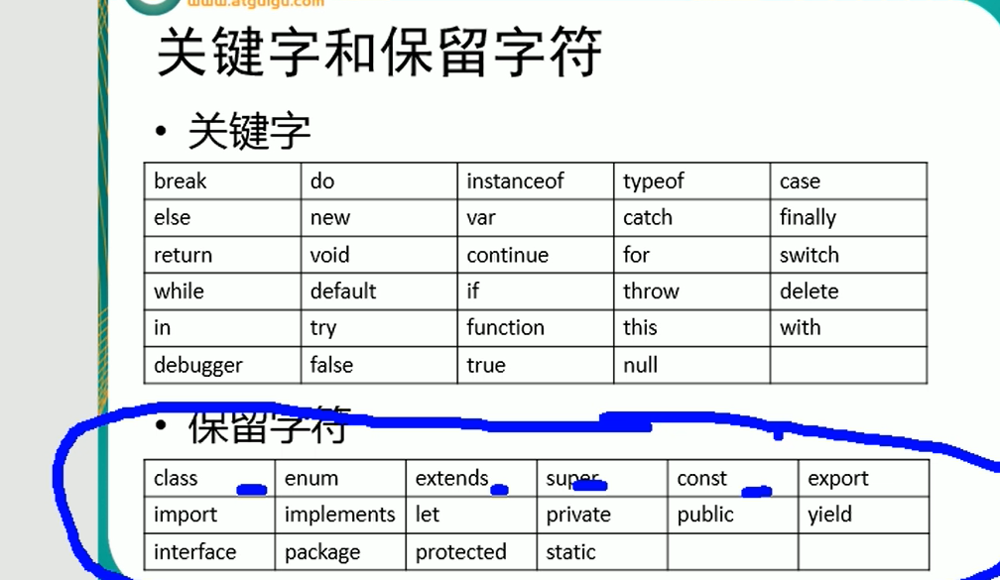 www.atguigu.com
关键字和保留字符
• 关键字
break do instanceof typeof case
else new var catch finally
return void continue for switch
while default if throw delete
in try function this with
debugger false true null
• 保留字符
class enum extends super const export
import implements let private public yield
interface package protected static